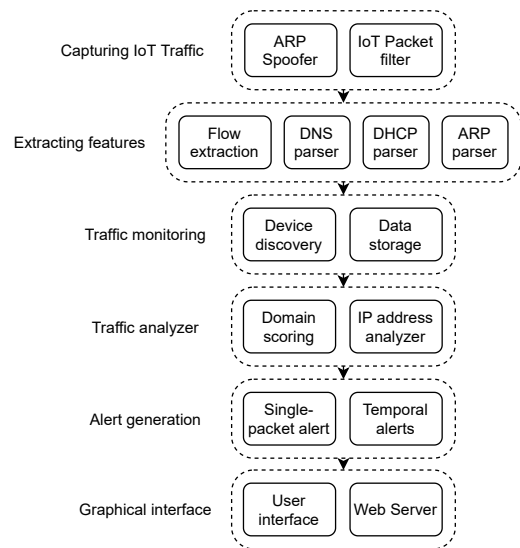 Capturing IoT Traffic
ARP
Spoofer
IoT Packet
filter
Extracting features
Flow
extraction
DNS
parser
DHCP
parser
ARP
parser
Traffic monitoring
Device
discovery
Data
storage
Traffic analyzer
Domain
scoring
IP address
analyzer
Alert generation
Single-
packet alert
Temporal
alerts
Graphical interface
User
interface
Web Server